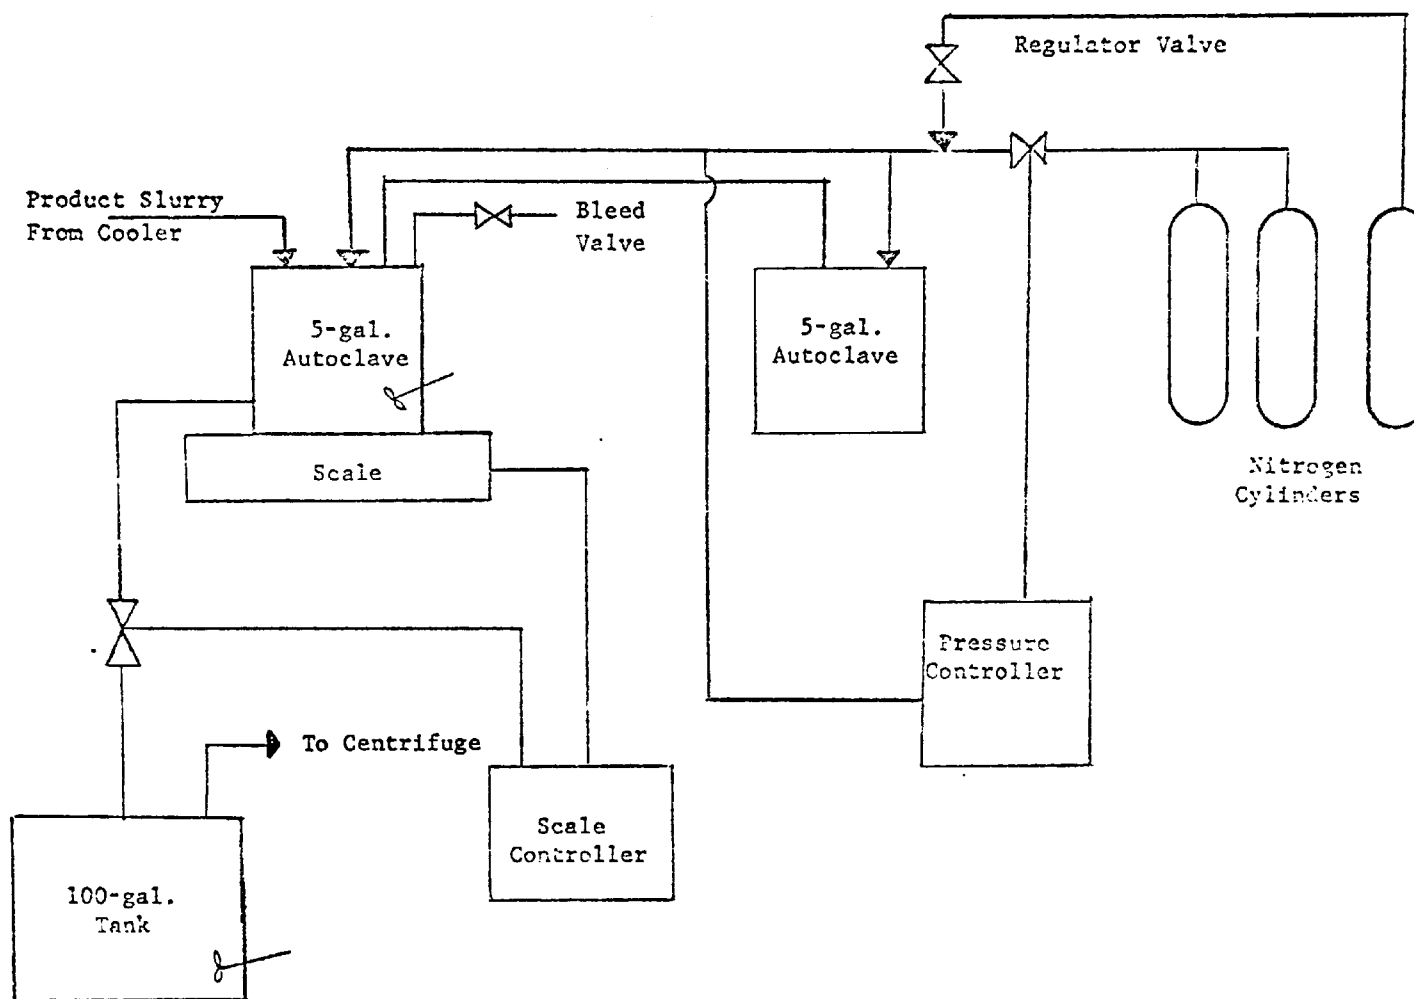 Regulator Valve
Product Slurry
From Cooler
Bleed
Valve
5-gal.
Autoclave
5-gal.
Autoclave
Scale
Nitrogen
Cylinders
Pressure
Controller
To Centrifuge
Scale
Controller
100-gal.
Tank